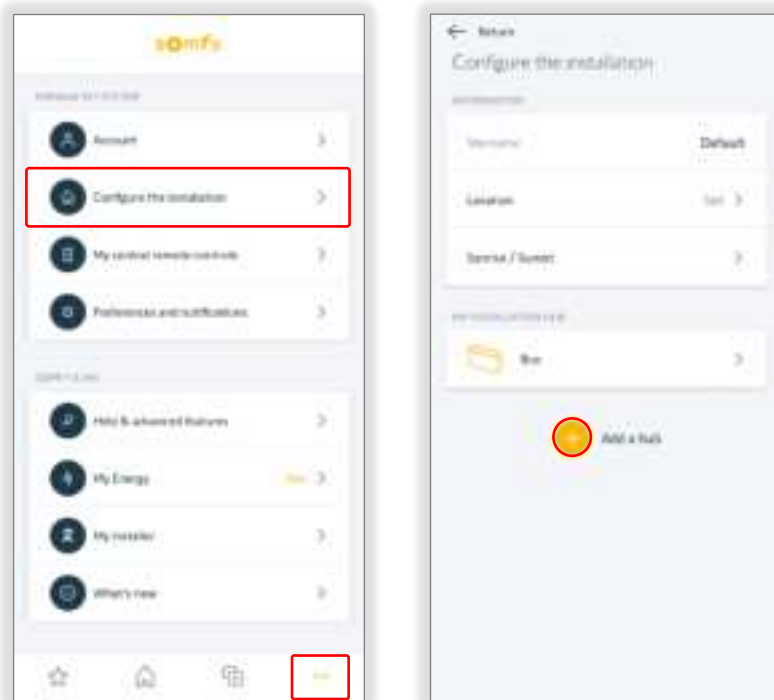 somfy
Account
Configure the installation
My central remote controls
Preferences and notifications
Help & advanced features
My Energy
My installer
What's new
Return
Configure the installation
INFORMATION
Default
Location
Sunrise / Sunset
Box
Add a hub